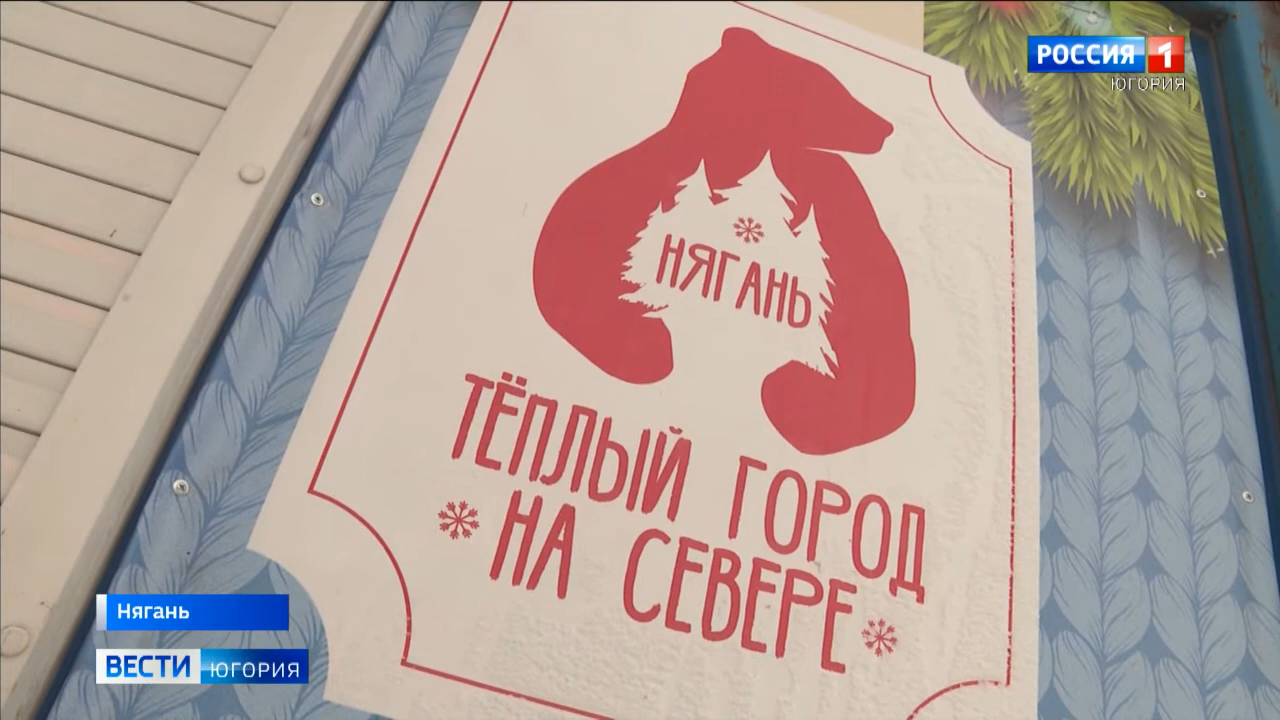 РОССИЯ 1
ЮГОРИЯ
НЯГАНЬ
ТЁПЛЫЙ ГОРОД
НА СЕВЕРЕ
Нягань
ВЕСТИ ЮГОРИЯ